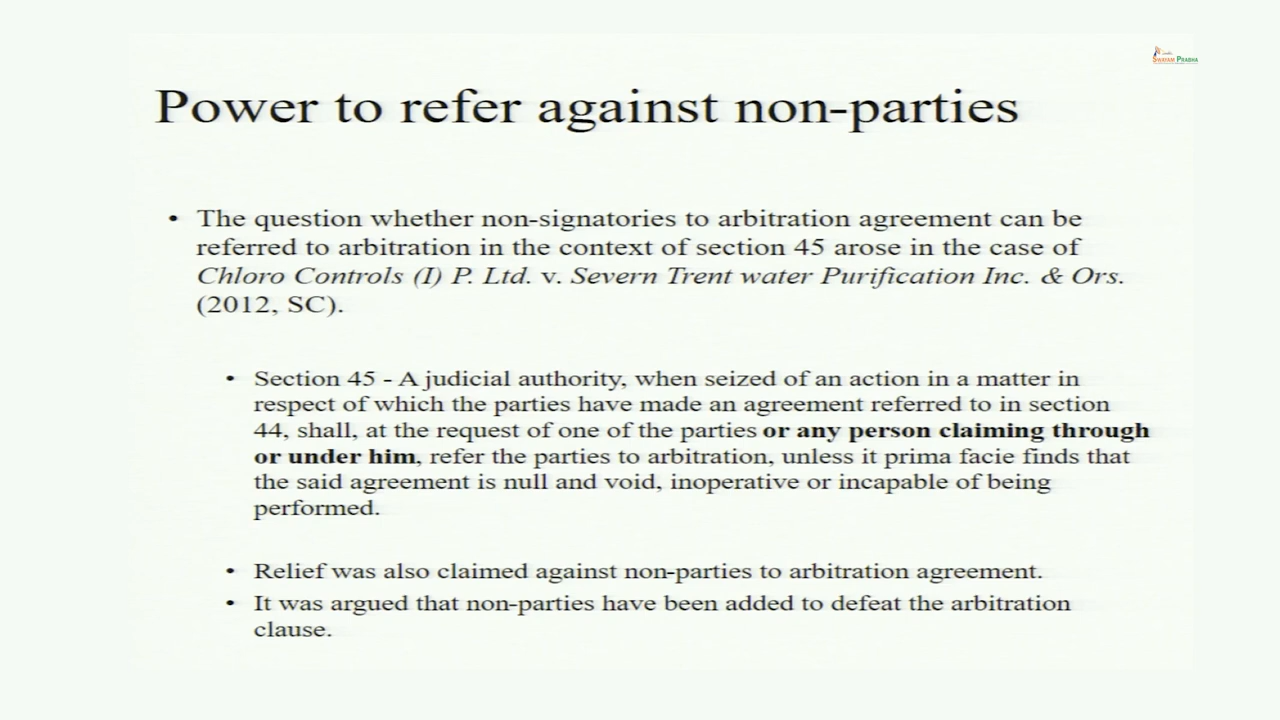 SWAYAM PRABHA
Power to refer against non-parties
• The question whether non-signatories to arbitration agreement can be
referred to arbitration in the context of section 45 arose in the case of
Chloro Controls (I) P. Ltd. v. Severn Trent water Purification Inc. & Ors.
(2012, SC).
• Section 45 - A judicial authority, when seized of an action in a matter in
respect of which the parties have made an agreement referred to in section
44, shall, at the request of one of the parties or any person claiming through
or under him, refer the parties to arbitration, unless it prima facie finds that
the said agreement is null and void, inoperative or incapable of being
performed.
• Relief was also claimed against non-parties to arbitration agreement.
• It was argued that non-parties have been added to defeat the arbitration
clause.